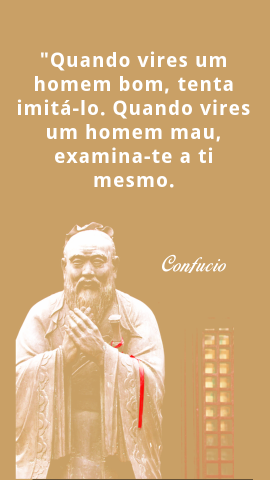 "Quando vires um
homem bom, tenta
imitá-lo. Quando vires
um homem mau,
examina-te a ti
mesmo.
Confucio